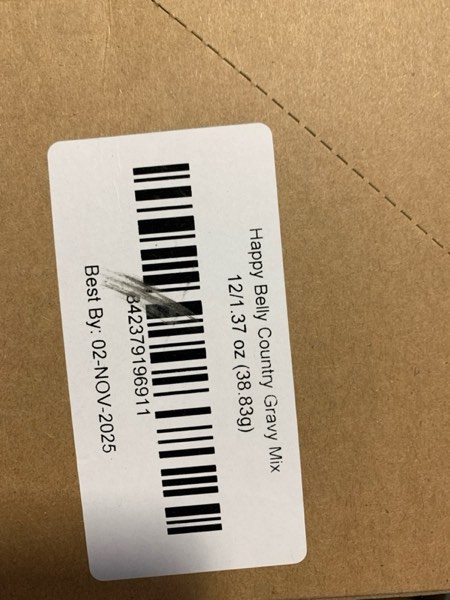 Happy Belly Country Gravy Mix
12/1.37 oz (38.83g)
842379196911
Best By: 02-NOV-2025